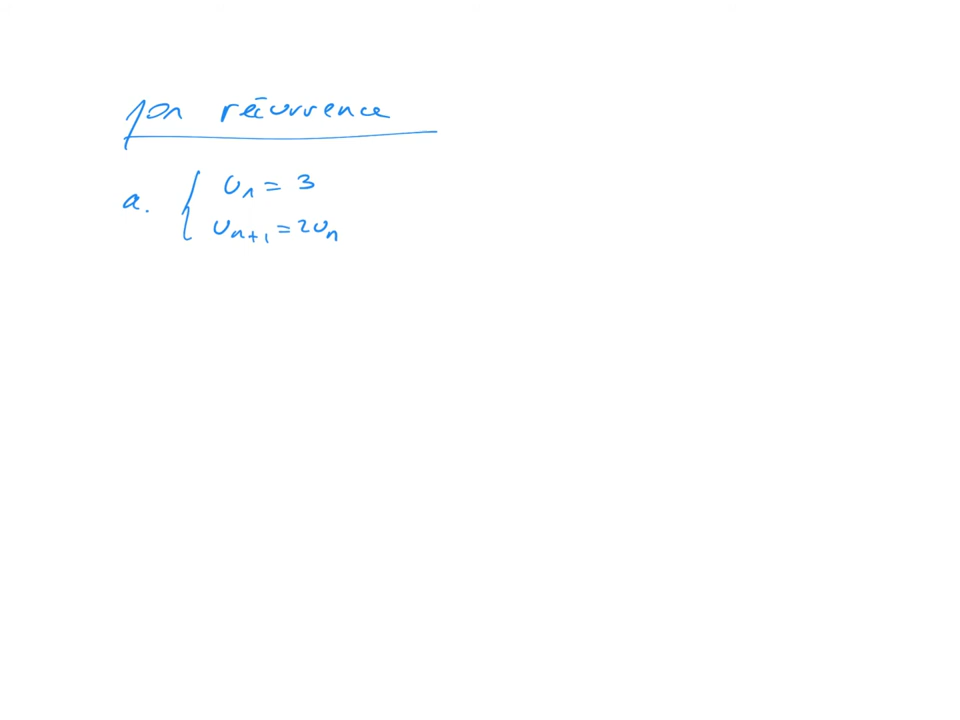 par récurrence
a. { u₁ = 3
uₙ₊₁ = 2uₙ